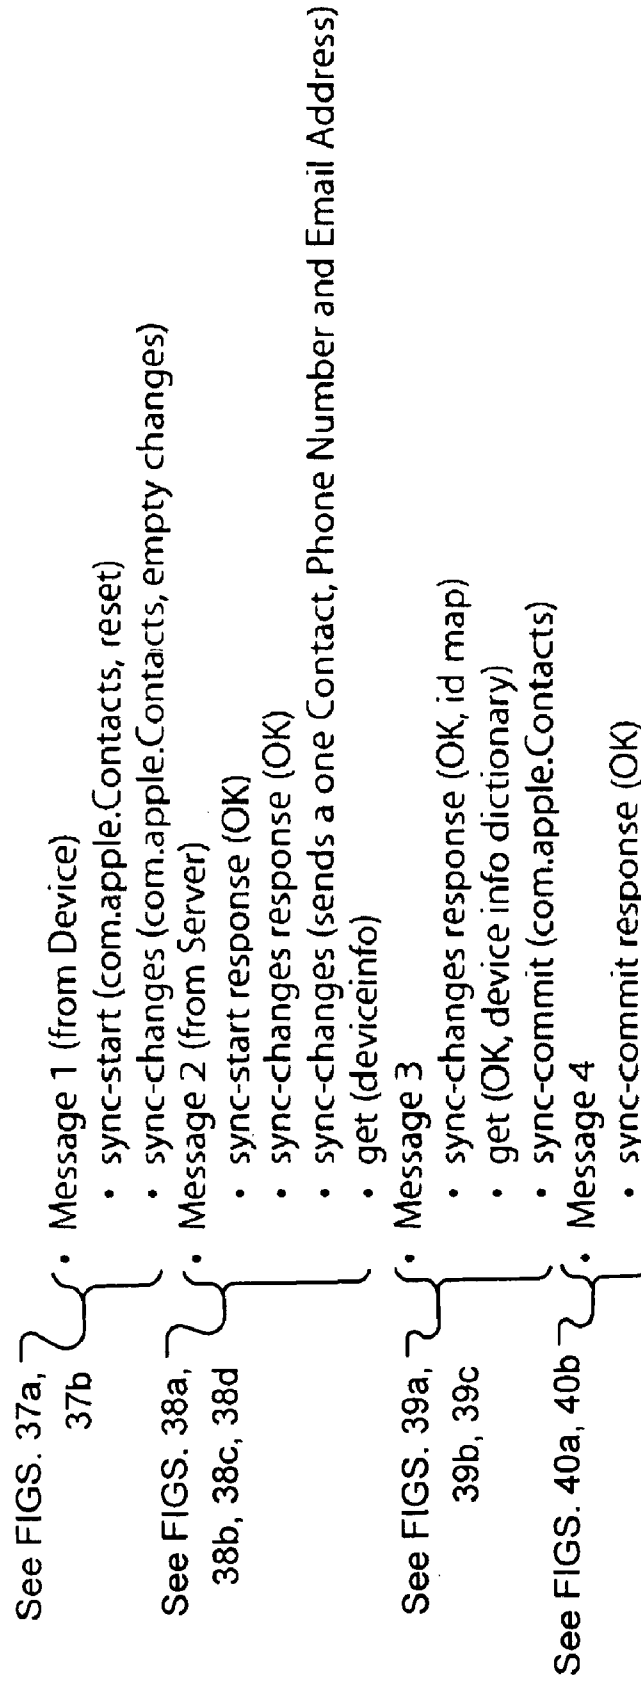 See FIGS. 37a,
37b
• Message 1 (from Device)
• sync-start (com.apple.Contacts, reset)
• sync-changes (com.apple.Contacts, empty changes)
See FIGS. 38a,
38b, 38c, 38d
• Message 2 (from Server)
• sync-start response (OK)
• sync-changes response (OK)
• sync-changes (sends a one Contact, Phone Number and Email Address)
• get (deviceinfo)
See FIGS. 39a,
39b, 39c
• Message 3
• sync-changes response (OK, id map)
• get (OK, device info dictionary)
• sync-commit (com.apple.Contacts)
See FIGS. 40a, 40b
• Message 4
• sync-commit response (OK)